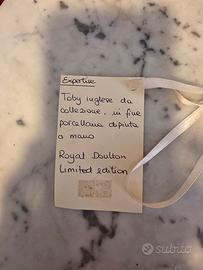 Expertise
Toby inglese da
collezione, in fine
porcellana dipinta
a mano
Royal Doulton
Limited edition
subito